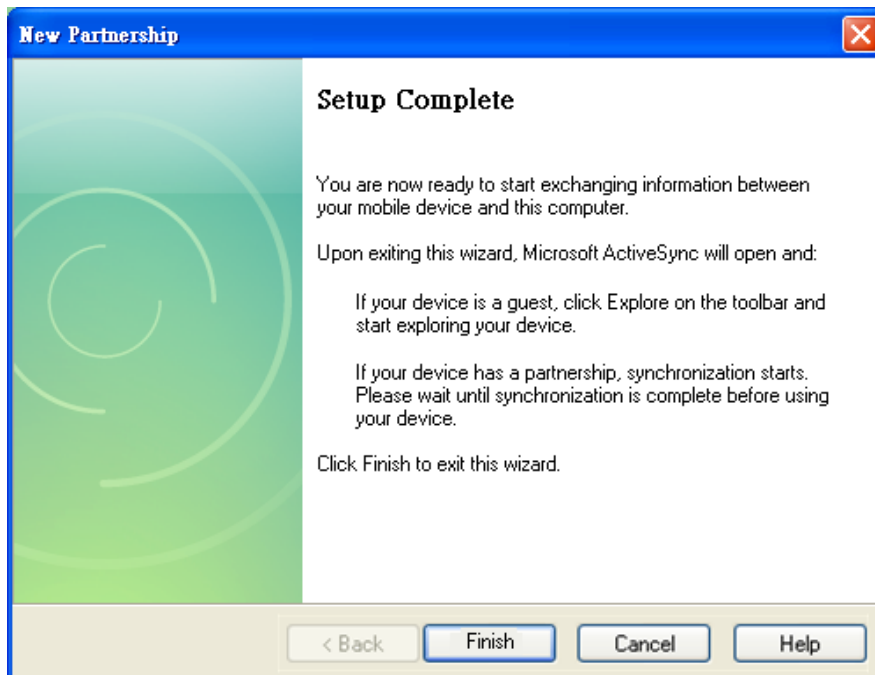 New Partnership
Setup Complete
You are now ready to start exchanging information between
your mobile device and this computer.
Upon exiting this wizard, Microsoft ActiveSync will open and:
If your device is a guest, click Explore on the toolbar and
start exploring your device.
If your device has a partnership, synchronization starts.
Please wait until synchronization is complete before using
your device.
Click Finish to exit this wizard.
< Back Finish Cancel Help